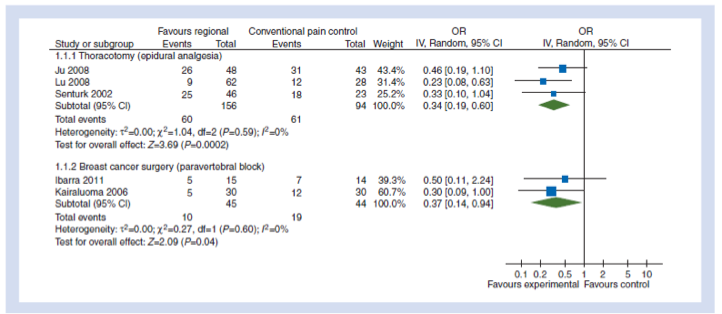 Favours regional Conventional pain control OR OR
Study or subgroup Events Total Events Total Weight IV, Random, 95% CI IV, Random, 95% CI
1.1.1 Thoracotomy (epidural analgesia)
Ju 2008 26 48 31 43 43.4% 0.46 [0.19, 1.10]
Lu 2008 9 62 12 28 31.4% 0.23 [0.08, 0.63]
Senturk 2002 25 46 18 23 25.2% 0.33 [0.10, 1.04]
Subtotal (95% CI) 156 94 100.0% 0.34 [0.19, 0.60]
Total events 60 61
Heterogeneity: τ²=0.00; χ²=1.04, df=2 (P=0.59); I²=0%
Test for overall effect: Z=3.69 (P=0.0002)
1.1.2 Breast cancer surgery (paravertebral block)
Ibarra 2011 5 15 7 14 39.3% 0.50 [0.11, 2.24]
Kairaluoma 2006 5 30 12 30 60.7% 0.30 [0.09, 1.00]
Subtotal (95% CI) 45 44 100.0% 0.37 [0.14, 0.94]
Total events 10 19
Heterogeneity: τ²=0.00; χ²=0.27, df=1 (P=0.60); I²=0%
Test for overall effect: Z=2.09 (P=0.04)
0.1 0.2 0.5 1 2 5 10
Favours experimental Favours control